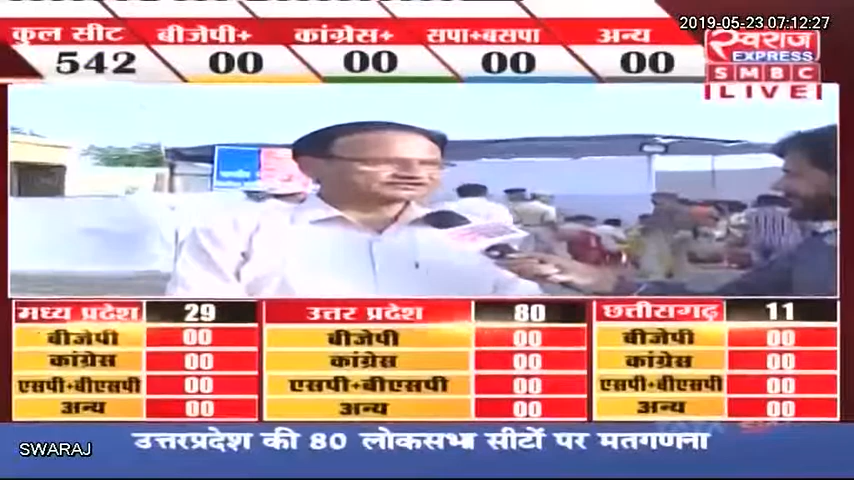 2019-05-23 07:12:27
कुल सीट बीजेपी+ कांग्रेस+ सपा+बसपा अन्य
542 00 00 00 00
स्वराज
EXPRESS
SMBC
LIVE
मध्य प्रदेश 29 उत्तर प्रदेश 80 छत्तीसगढ़ 11
बीजेपी 00 बीजेपी 00 बीजेपी 00
कांग्रेस 00 कांग्रेस 00 कांग्रेस 00
एसपी+बीएसपी 00 एसपी+बीएसपी 00 एसपी+बीएसपी 00
अन्य 00 अन्य 00 अन्य 00
उत्तरप्रदेश की 80 लोकसभा सीटों पर मतगणना
SWARAJ